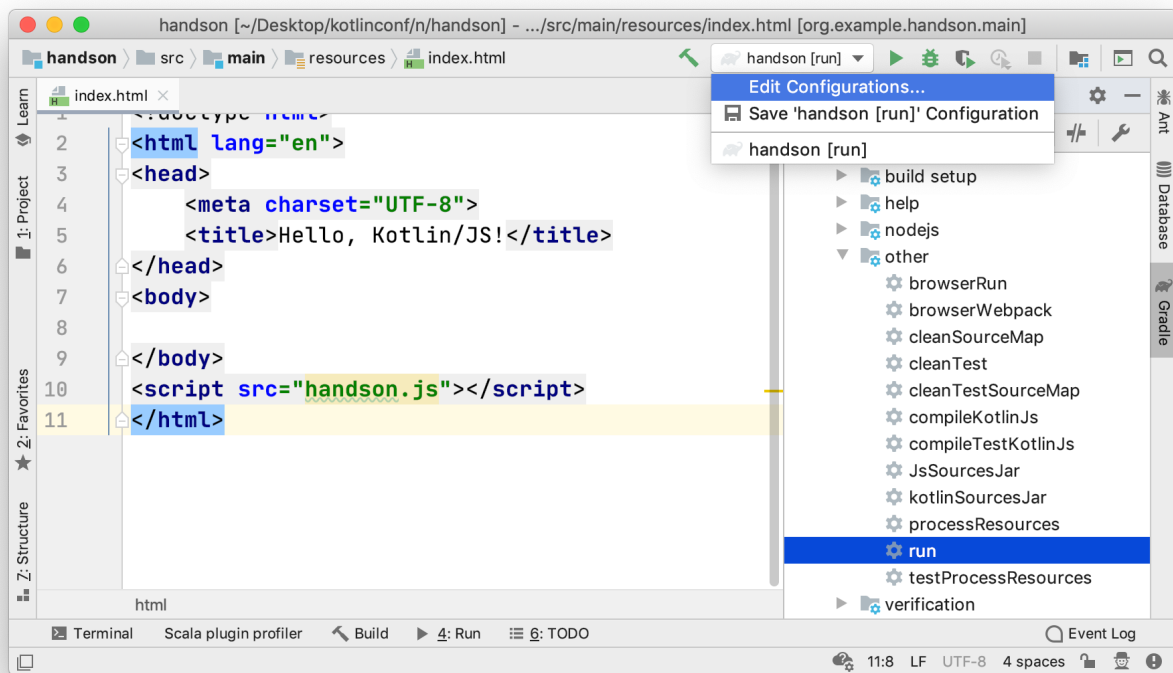 handson [~/Desktop/kotlinconf/n/handson] - .../src/main/resources/index.html [org.example.handson.main]
handson src main resources index.html handson [run]
Edit Configurations...
Save 'handson [run]' Configuration
handson [run]
index.html
Learn
1: Project
2: Favorites
Z: Structure
1 <!doctype html>
2 <html lang="en">
3 <head>
4 <meta charset="UTF-8">
5 <title>Hello, Kotlin/JS!</title>
6 </head>
7 <body>
8
9 </body>
10 <script src="handson.js"></script>
11 </html>
html
build setup
help
nodejs
other
browserRun
browserWebpack
cleanSourceMap
cleanTest
cleanTestSourceMap
compileKotlinJs
compileTestKotlinJs
JsSourcesJar
kotlinSourcesJar
processResources
run
testProcessResources
verification
Ant
Database
Gradle
Terminal Scala plugin profiler Build 4: Run 6: TODO Event Log
11:8 LF UTF-8 4 spaces